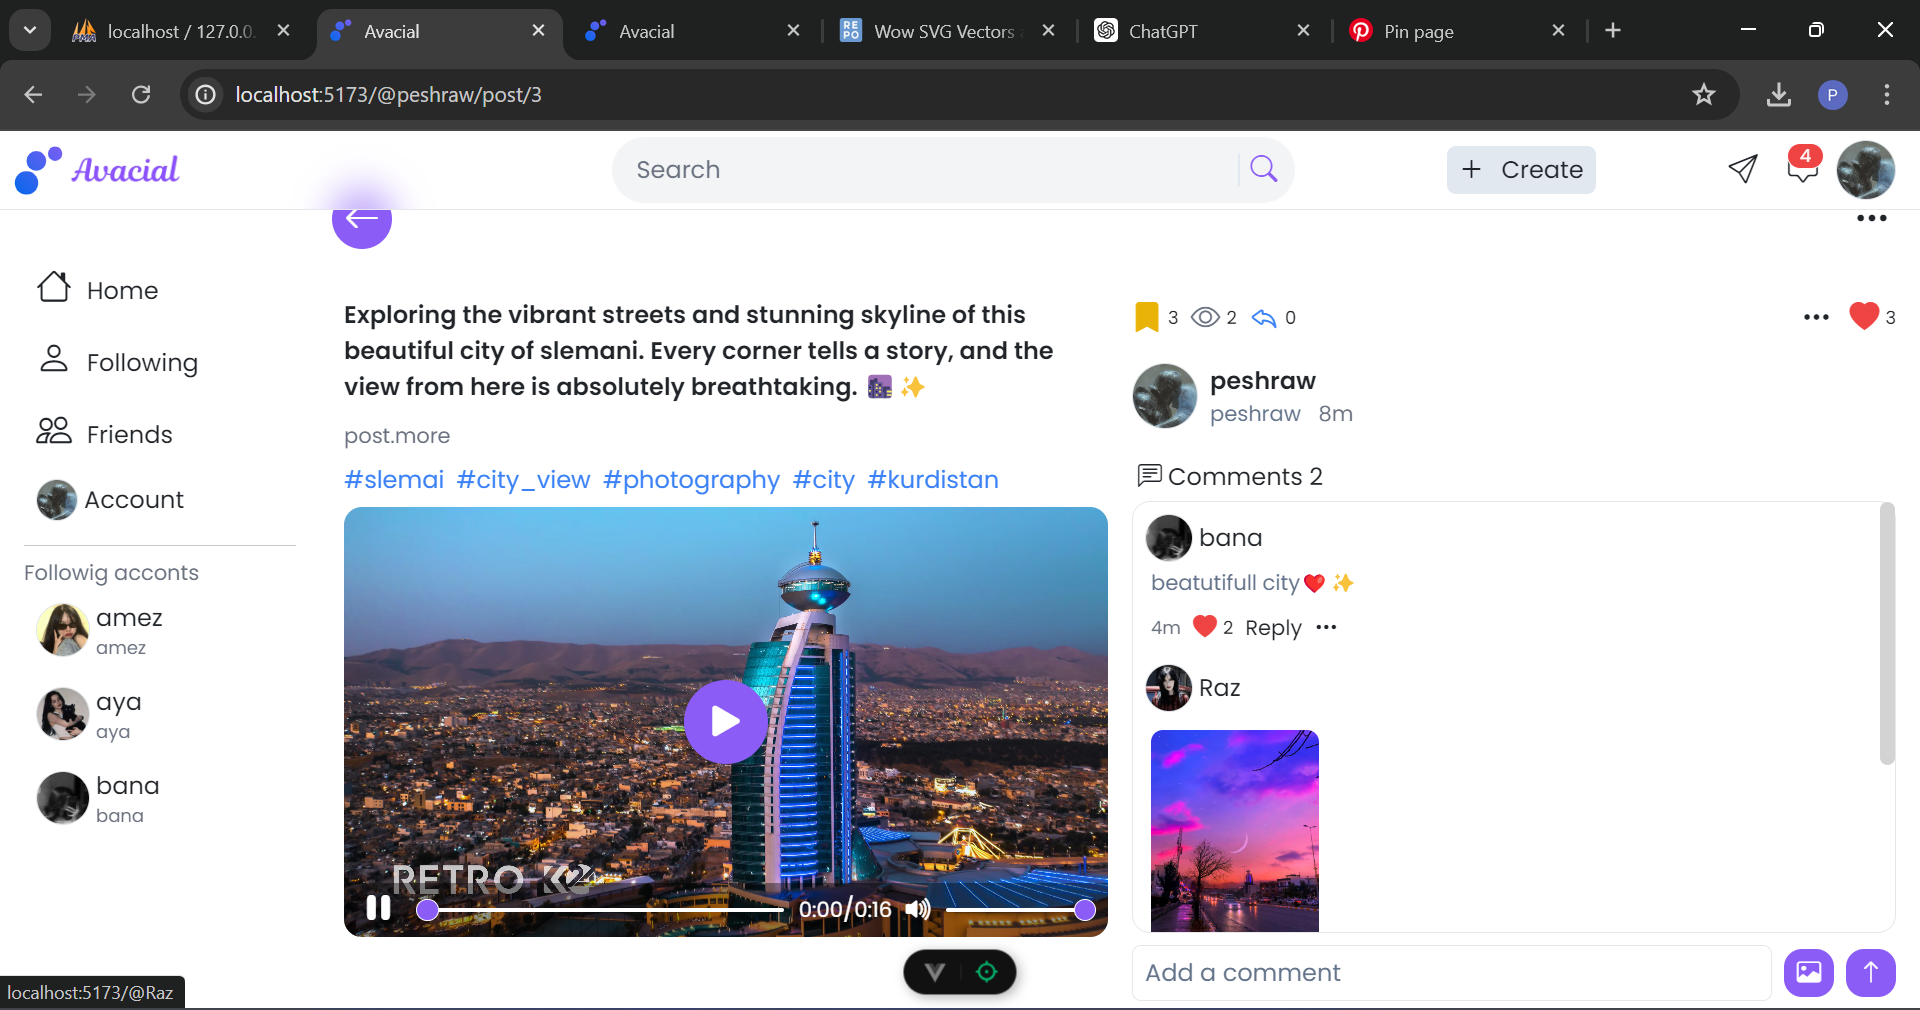 localhost / 127.0.0.
Avacial
Avacial
Wow SVG Vectors
ChatGPT
Pin page
localhost:5173/@peshraw/post/3
P
Avacial
Search
+ Create
4
Home
Following
Friends
Account
Followig acconts
amez
amez
aya
aya
bana
bana
localhost:5173/@Raz
Exploring the vibrant streets and stunning skyline of this
beautiful city of slemani. Every corner tells a story, and the
view from here is absolutely breathtaking. 🌆 ✨
post.more
#slemai #city_view #photography #city #kurdistan
RETRO K24
0:00/0:16
3 2 0
3
peshraw
peshraw 8m
Comments 2
bana
beatutifull city❤️ ✨
4m 2 Reply
Raz
Add a comment